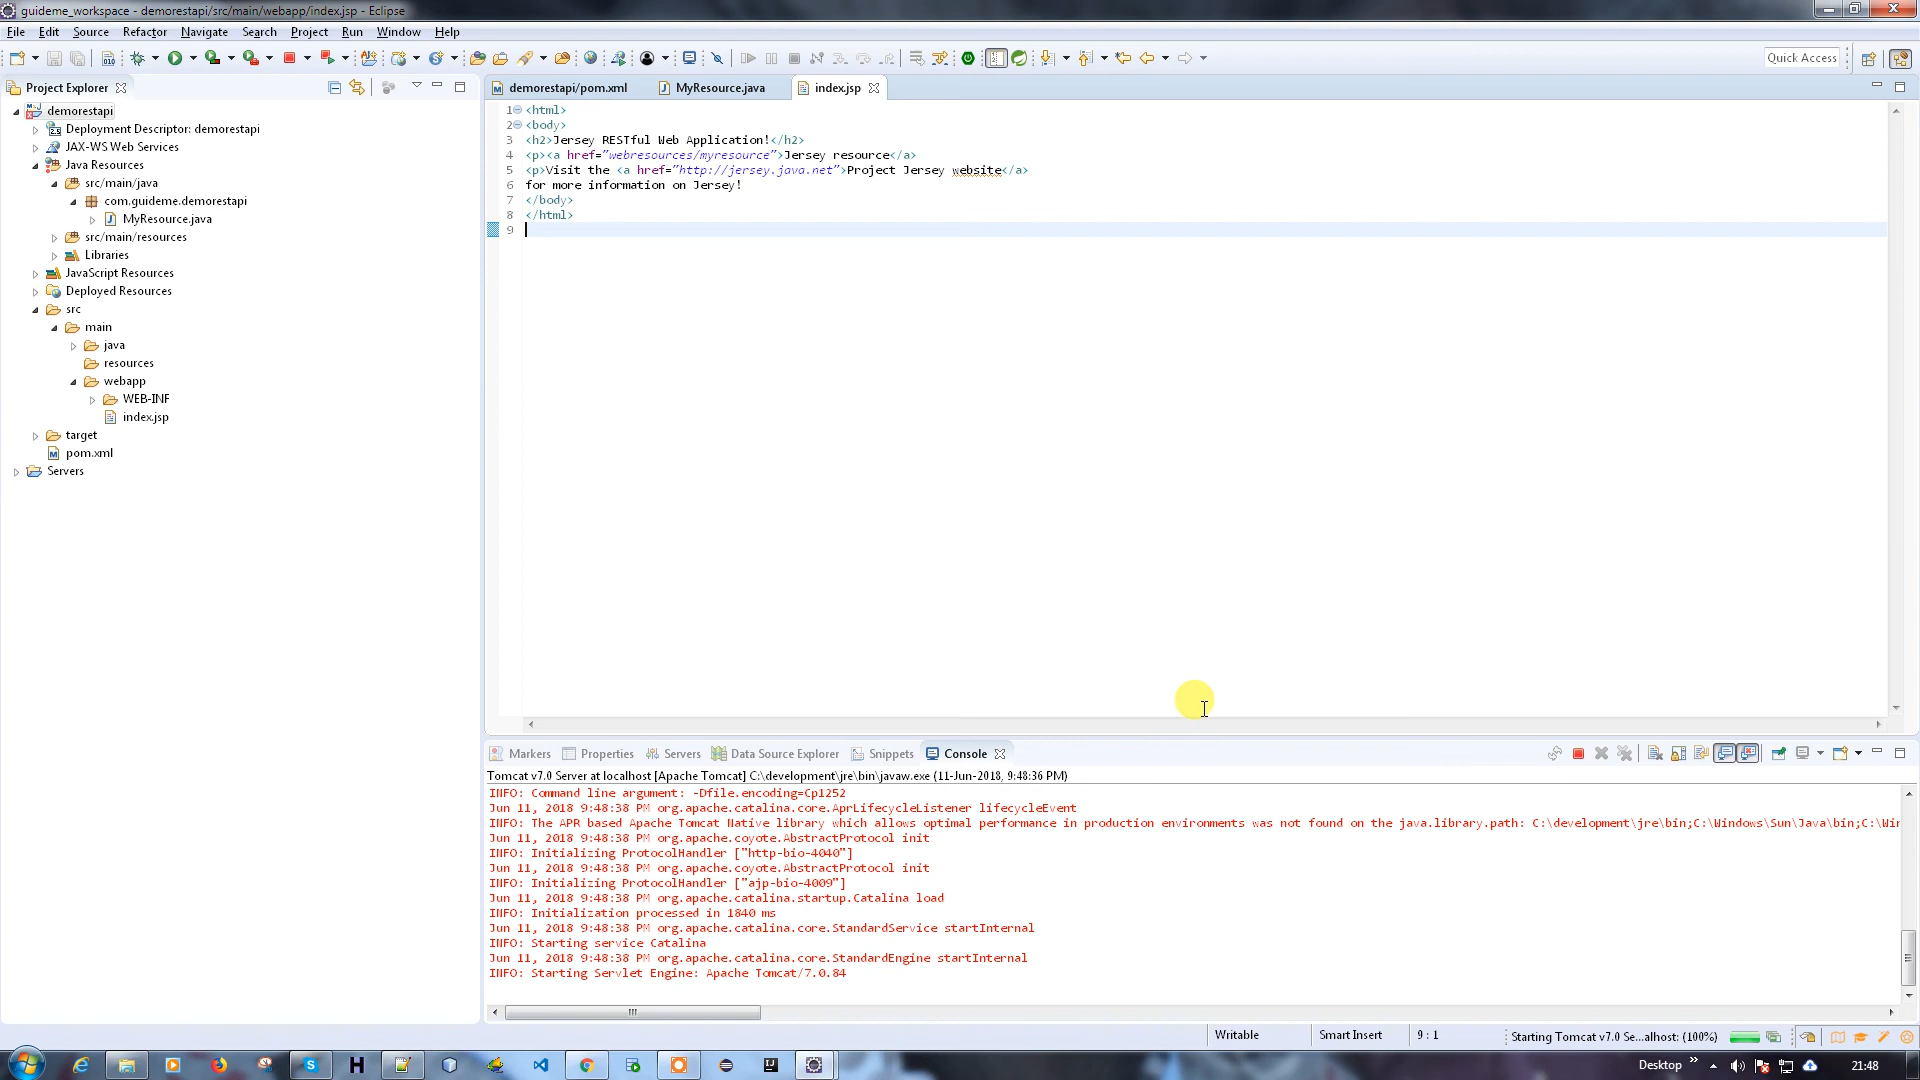 guideme_workspace - demorestapi/src/main/webapp/index.jsp - Eclipse
File Edit Source Refactor Navigate Search Project Run Window Help
Quick Access
Project Explorer
demorestapi
Deployment Descriptor: demorestapi
JAX-WS Web Services
Java Resources
src/main/java
com.guideme.demorestapi
MyResource.java
src/main/resources
Libraries
JavaScript Resources
Deployed Resources
src
main
java
resources
webapp
WEB-INF
index.jsp
target
pom.xml
Servers
demorestapi/pom.xml MyResource.java index.jsp
1 <html>
2 <body>
3 <h2>Jersey RESTful Web Application!</h2>
4 <p><a href="webresources/myresource">Jersey resource</a>
5 <p>Visit the <a href="http://jersey.java.net">Project Jersey website</a>
6 for more information on Jersey!
7 </body>
8 </html>
9
Markers Properties Servers Data Source Explorer Snippets Console
Tomcat v7.0 Server at localhost [Apache Tomcat] C:\development\jre\bin\javaw.exe (11-Jun-2018, 9:48:36 PM)
INFO: Command line argument: -Dfile.encoding=Cp1252
Jun 11, 2018 9:48:38 PM org.apache.catalina.core.AprLifecycleListener lifecycleEvent
INFO: The APR based Apache Tomcat Native library which allows optimal performance in production environments was not found on the java.library.path: C:\development\jre\bin;C:\Windows\Sun\Java\bin;C:\Win
Jun 11, 2018 9:48:38 PM org.apache.coyote.AbstractProtocol init
INFO: Initializing ProtocolHandler ["http-bio-4040"]
Jun 11, 2018 9:48:38 PM org.apache.coyote.AbstractProtocol init
INFO: Initializing ProtocolHandler ["ajp-bio-4009"]
Jun 11, 2018 9:48:38 PM org.apache.catalina.startup.Catalina load
INFO: Initialization processed in 1840 ms
Jun 11, 2018 9:48:38 PM org.apache.catalina.core.StandardService startInternal
INFO: Starting service Catalina
Jun 11, 2018 9:48:38 PM org.apache.catalina.core.StandardEngine startInternal
INFO: Starting Servlet Engine: Apache Tomcat/7.0.84
Writable Smart Insert 9 : 1 Starting Tomcat v7.0 Se...alhost: (100%)
Desktop 21:48